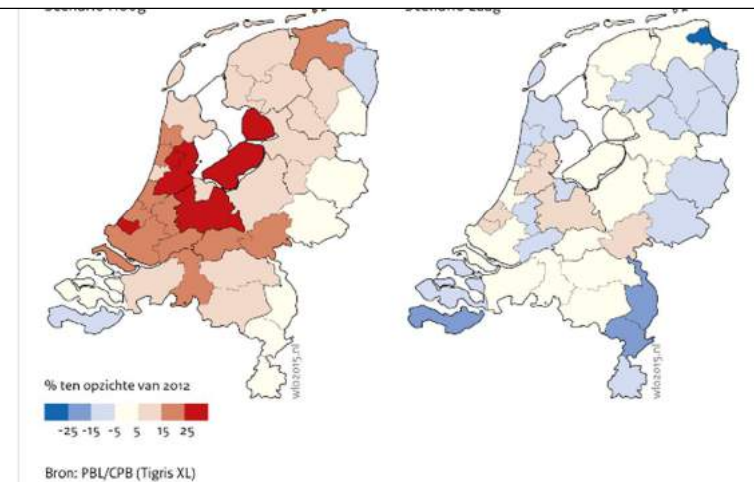 wlo2015.nl
wlo2015.nl
% ten opzichte van 2012
-25 -15 -5 5 15 25
Bron: PBL/CPB (Tigris XL)